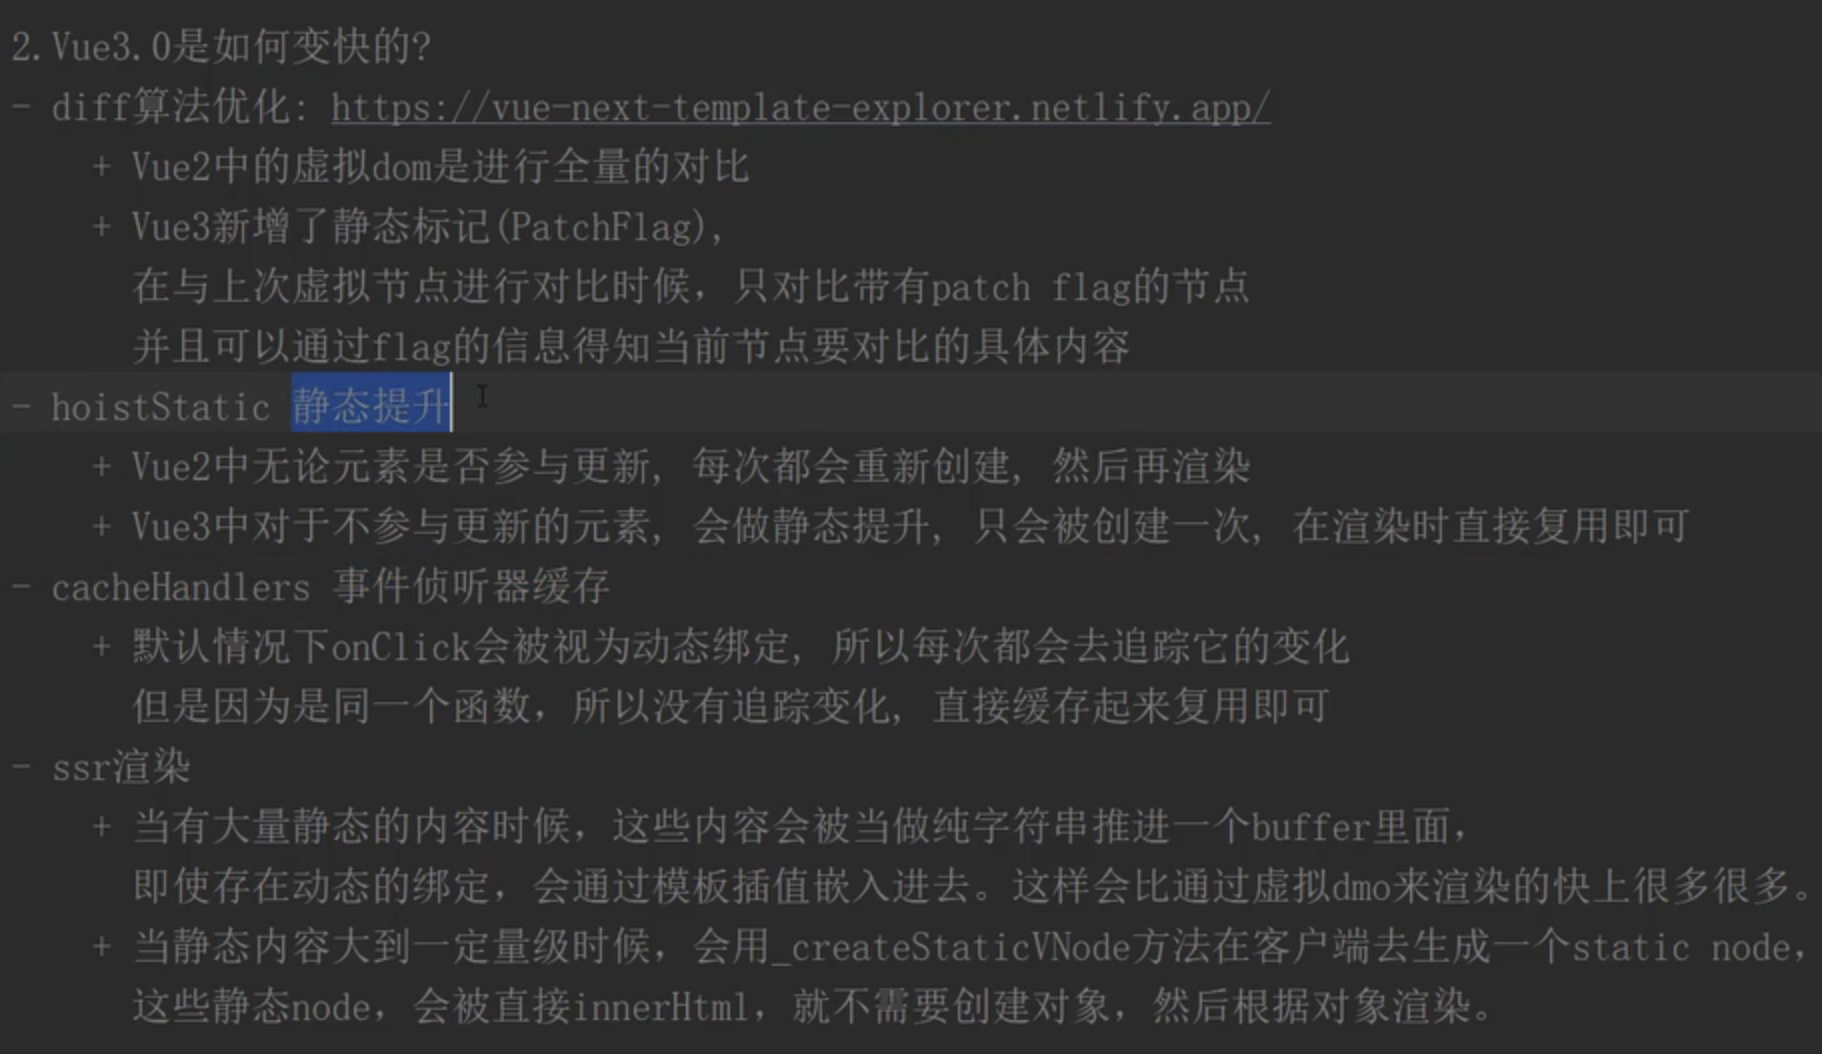 2.Vue3.0是如何变快的?
- diff算法优化: https://vue-next-template-explorer.netlify.app/
+ Vue2中的虚拟dom是进行全量的对比
+ Vue3新增了静态标记(PatchFlag),
在与上次虚拟节点进行对比时候，只对比带有patch flag的节点
并且可以通过flag的信息得知当前节点要对比的具体内容
- hoistStatic 静态提升
+ Vue2中无论元素是否参与更新, 每次都会重新创建, 然后再渲染
+ Vue3中对于不参与更新的元素, 会做静态提升, 只会被创建一次, 在渲染时直接复用即可
- cacheHandlers 事件侦听器缓存
+ 默认情况下onClick会被视为动态绑定, 所以每次都会去追踪它的变化
但是因为是同一个函数，所以没有追踪变化, 直接缓存起来复用即可
- ssr渲染
+ 当有大量静态的内容时候，这些内容会被当做纯字符串推进一个buffer里面，
即使存在动态的绑定，会通过模板插值嵌入进去。这样会比通过虚拟dmo来渲染的快上很多很多。
+ 当静态内容大到一定量级时候，会用_createStaticVNode方法在客户端去生成一个static node，
这些静态node，会被直接innerHtml，就不需要创建对象，然后根据对象渲染。